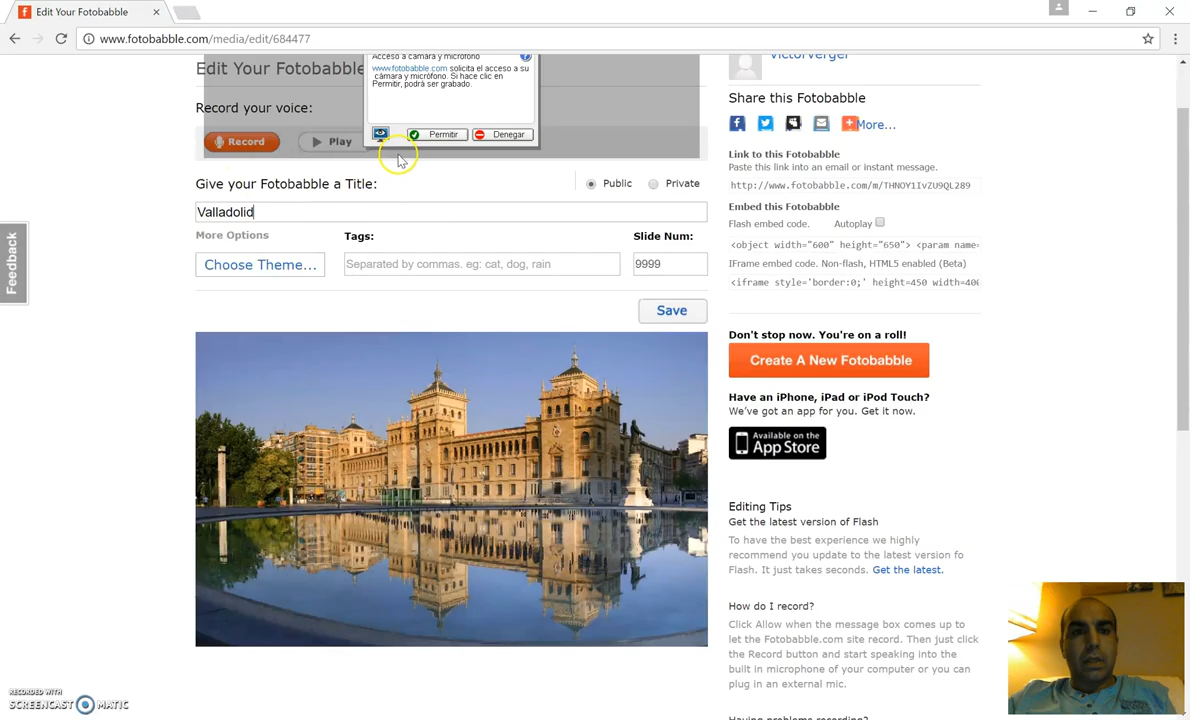 Edit Your Fotobabble
www.fotobabble.com/media/edit/684477
Edit Your Fotobabble
Acceso a cámara y micrófono
www.fotobabble.com solicita el acceso a su
cámara y micrófono. Si hace clic en
Permitir, podrá ser grabado.
Permitir
Denegar
Record your voice:
Record
Play
Give your Fotobabble a Title:
Public
Private
Valladolid
More Options
Tags:
Slide Num:
Choose Theme...
Separated by commas. eg: cat, dog, rain
9999
Save
Feedback
victorverger
Share this Fotobabble
More...
Link to this Fotobabble
Paste this link into an email or instant message.
http://www.fotobabble.com/m/THNOY1IvZU9QL289
Embed this Fotobabble
Flash embed code.
Autoplay
<object width="600" height="650"> <param name=
IFrame embed code. Non-flash, HTML5 enabled (Beta)
<iframe style='border:0;' height=450 width=400
Don't stop now. You're on a roll!
Create A New Fotobabble
Have an iPhone, iPad or iPod Touch?
We've got an app for you. Get it now.
Available on the
App Store
Editing Tips
Get the latest version of Flash
To have the best experience we highly
recommend you update to the latest version fo
Flash. It just takes seconds. Get the latest.
How do I record?
Click Allow when the message box comes up to
let the Fotobabble.com site record. Then just click
the Record button and start speaking into the
built in microphone of your computer or you can
plug in an external mic.
Having problems recording?
RECORDED WITH
SCREENCAST MATIC